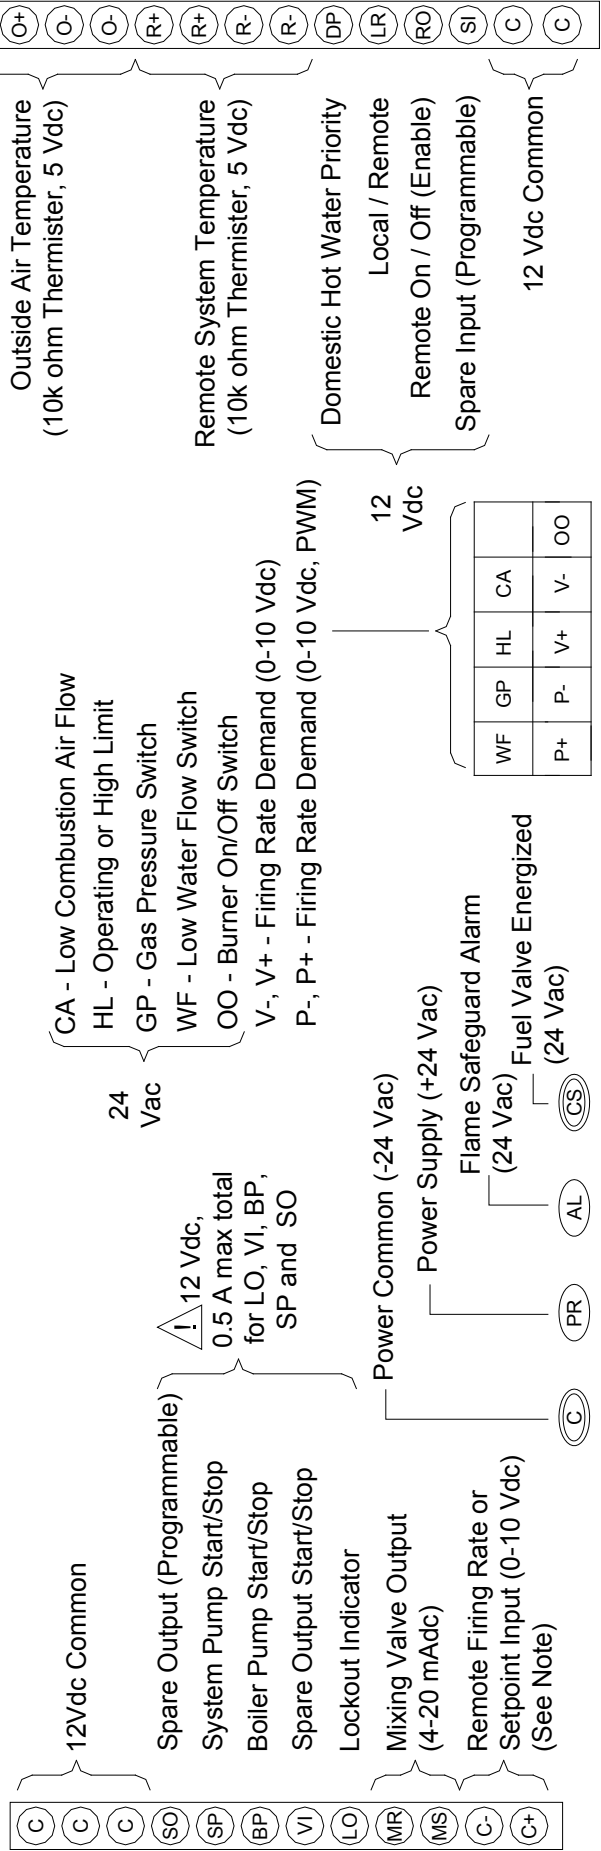 C
C
C
SO
SP
BP
VI
LO
MR
MS
C-
C+
12Vdc Common
Spare Output (Programmable)
System Pump Start/Stop
Boiler Pump Start/Stop
Spare Output Start/Stop
Lockout Indicator
Mixing Valve Output
(4-20 mAdc)
Remote Firing Rate or
Setpoint Input (0-10 Vdc)
(See Note)
! 12 Vdc,
0.5 A max total
for LO, VI, BP,
SP and SO
Power Common (-24 Vac)
Power Supply (+24 Vac)
Flame Safeguard Alarm
(24 Vac)
Fuel Valve Energized
(24 Vac)
C
PR
AL
CS
24
Vac
CA - Low Combustion Air Flow
HL - Operating or High Limit
GP - Gas Pressure Switch
WF - Low Water Flow Switch
OO - Burner On/Off Switch
V-, V+ - Firing Rate Demand (0-10 Vdc)
P-, P+ - Firing Rate Demand (0-10 Vdc, PWM)
WF GP HL CA
P+ P- V+ V- OO
Outside Air Temperature
(10k ohm Thermister, 5 Vdc)
Remote System Temperature
(10k ohm Thermister, 5 Vdc)
12
Vdc
Domestic Hot Water Priority
Local / Remote
Remote On / Off (Enable)
Spare Input (Programmable)
12 Vdc Common
O+
O-
O-
R+
R+
R-
R-
DP
LR
RO
SI
C
C